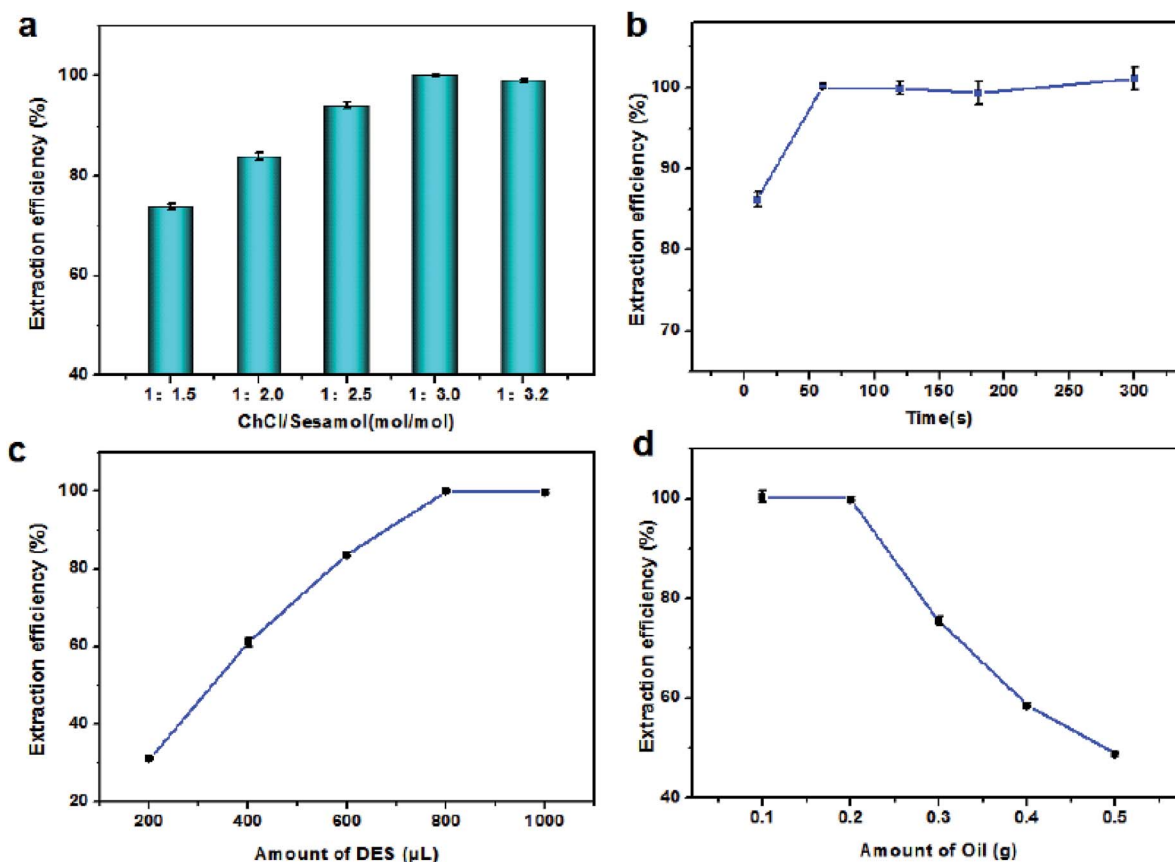 a
Extraction efficiency (%)
100
80
60
40
1: 1.5 1: 2.0 1: 2.5 1: 3.0 1: 3.2
ChCl/Sesamol(mol/mol)
b
Extraction efficiency (%)
100
90
80
70
0 50 100 150 200 250 300
Time(s)
c
Extraction efficiency (%)
100
80
60
40
20
200 400 600 800 1000
Amount of DES (µL)
d
Extraction efficiency (%)
100
80
60
40
0.1 0.2 0.3 0.4 0.5
Amount of Oil (g)